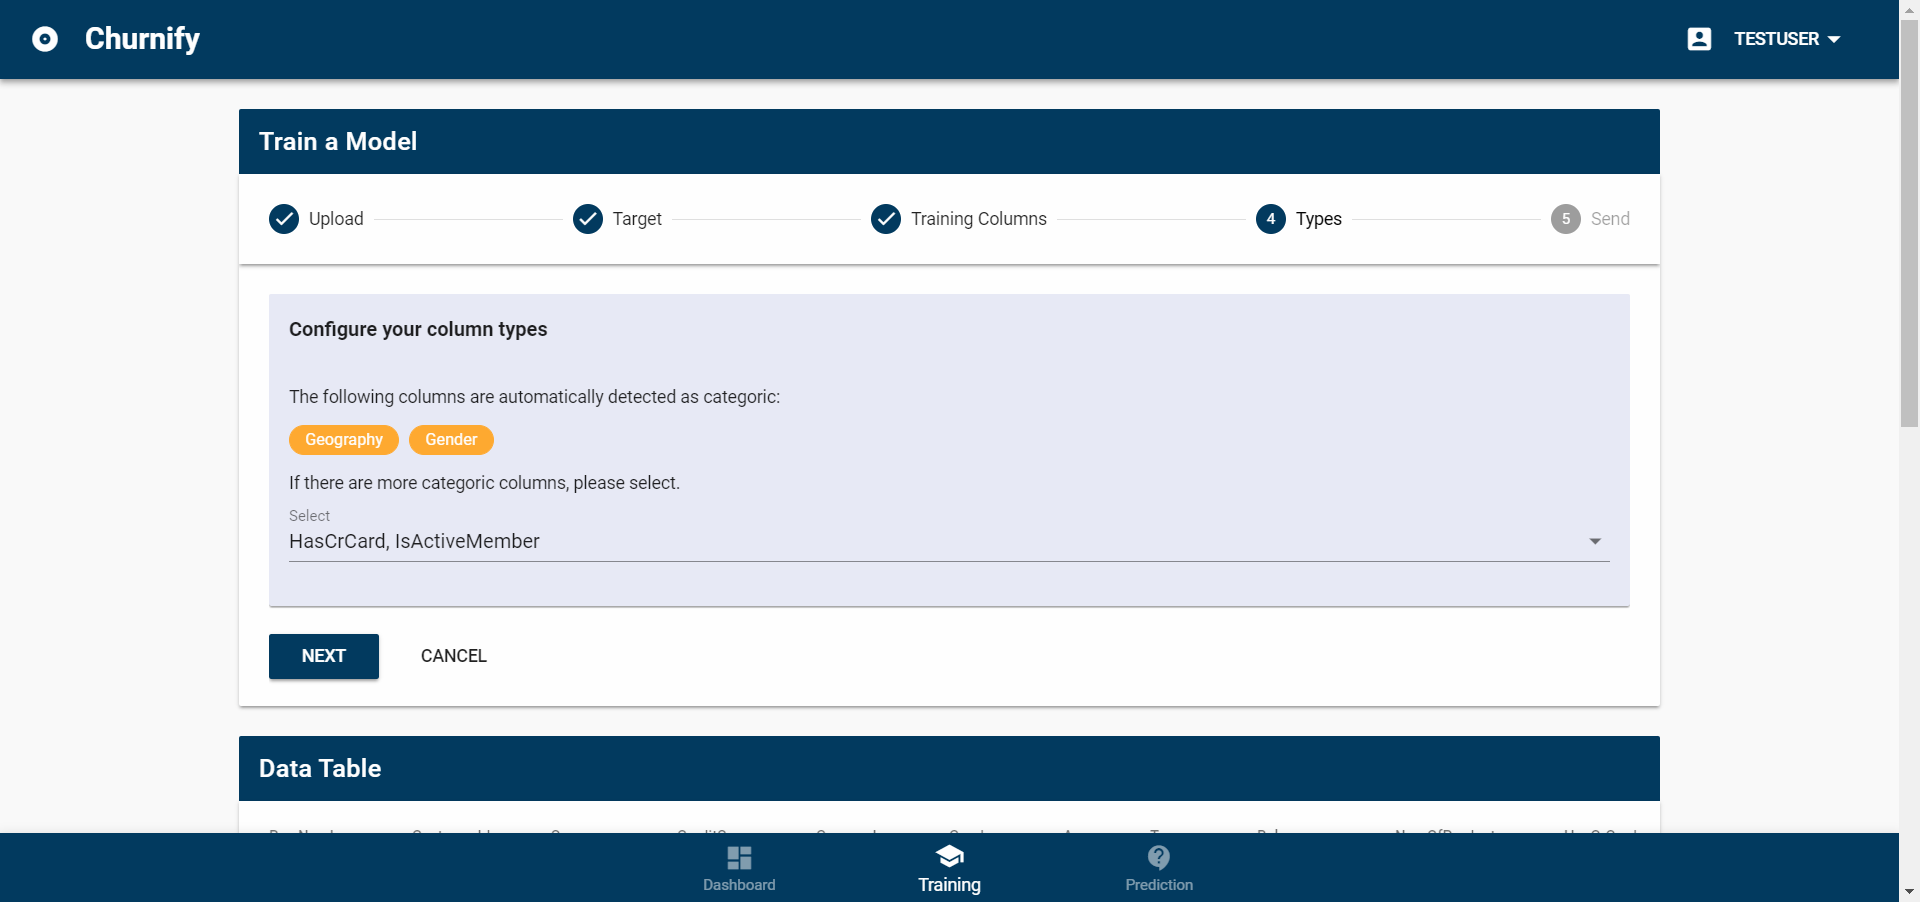 Churnify
TESTUSER
Train a Model
Upload
Target
Training Columns
4 Types
5 Send
Configure your column types
The following columns are automatically detected as categoric:
Geography Gender
If there are more categoric columns, please select.
Select
HasCrCard, IsActiveMember
NEXT CANCEL
Data Table
Dashboard
Training
Prediction